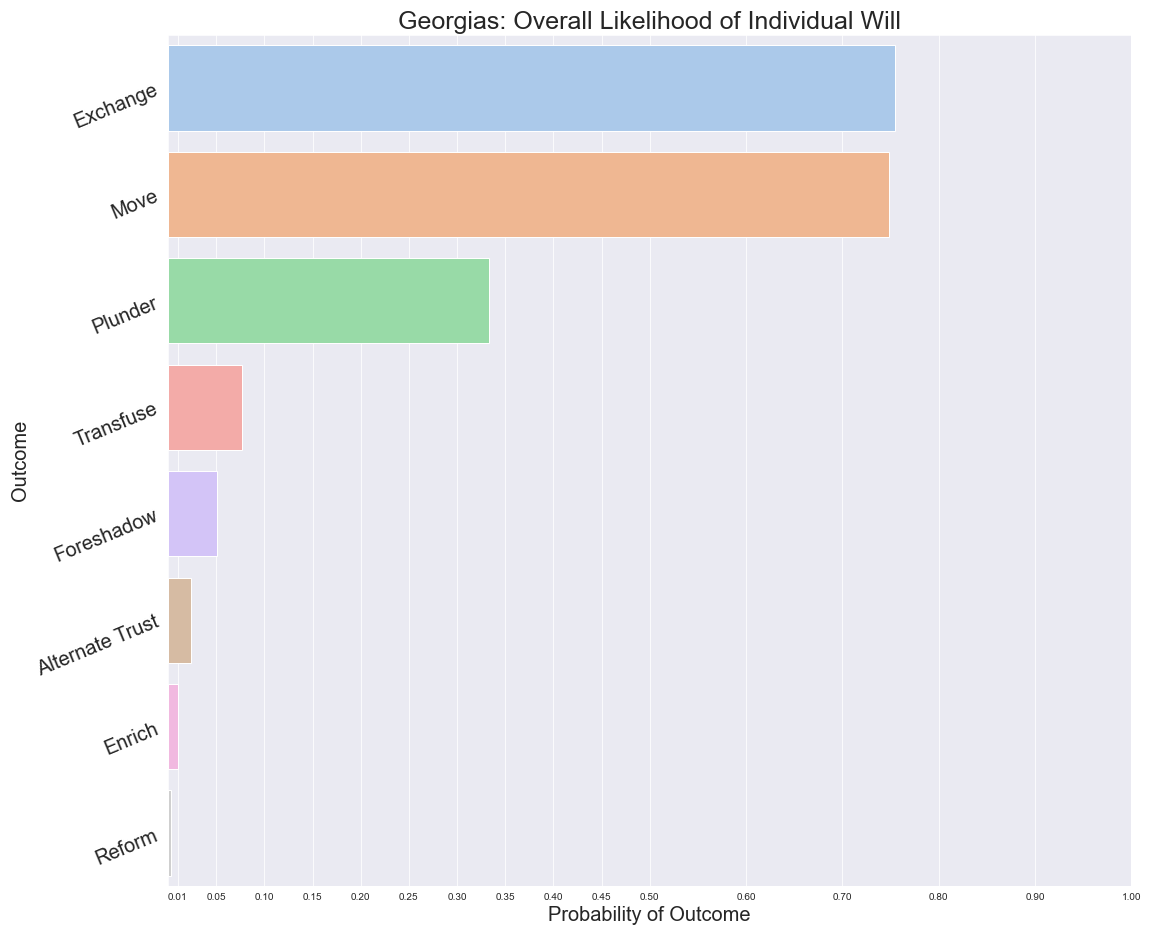 Georgias: Overall Likelihood of Individual Will
Exchange
Move
Plunder
Transfuse
Foreshadow
Alternate Trust
Enrich
Reform
Outcome
0.01 0.05 0.10 0.15 0.20 0.25 0.30 0.35 0.40 0.45 0.50 0.60 0.70 0.80 0.90 1.00
Probability of Outcome